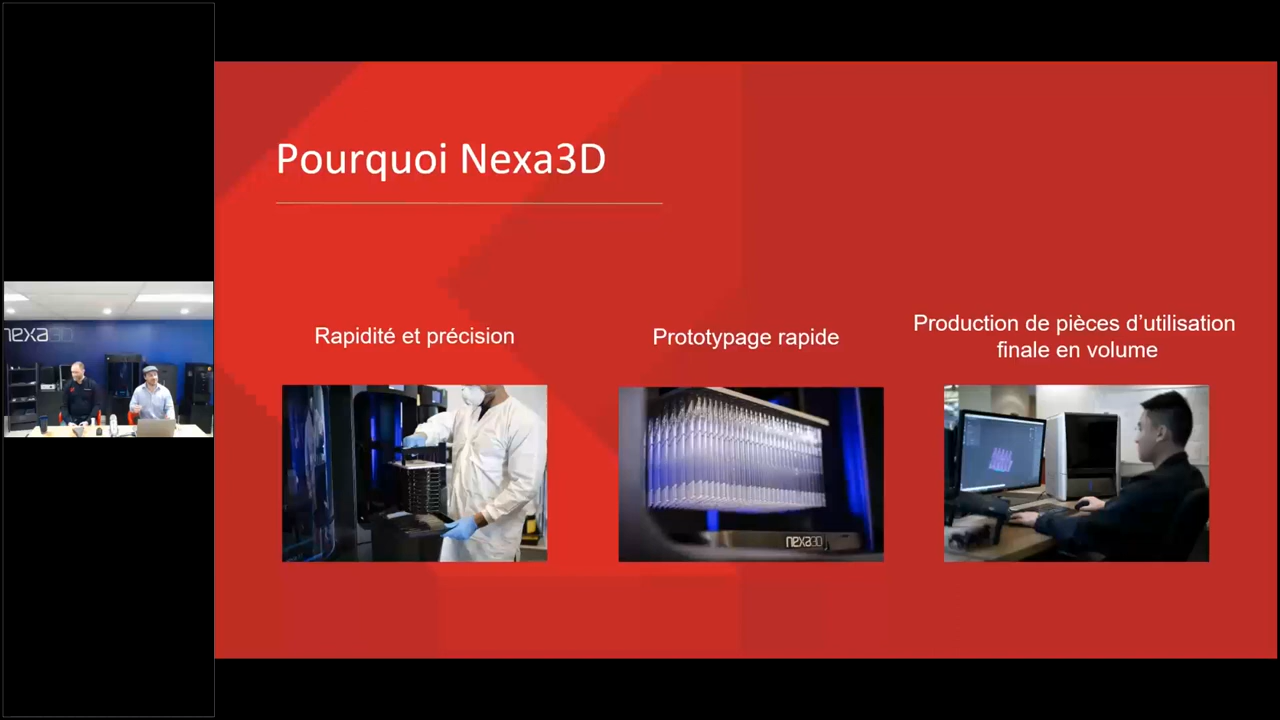 Pourquoi Nexa3D
Rapidité et précision
Prototypage rapide
Production de pièces d’utilisation
finale en volume
nexa3D
nexa3D